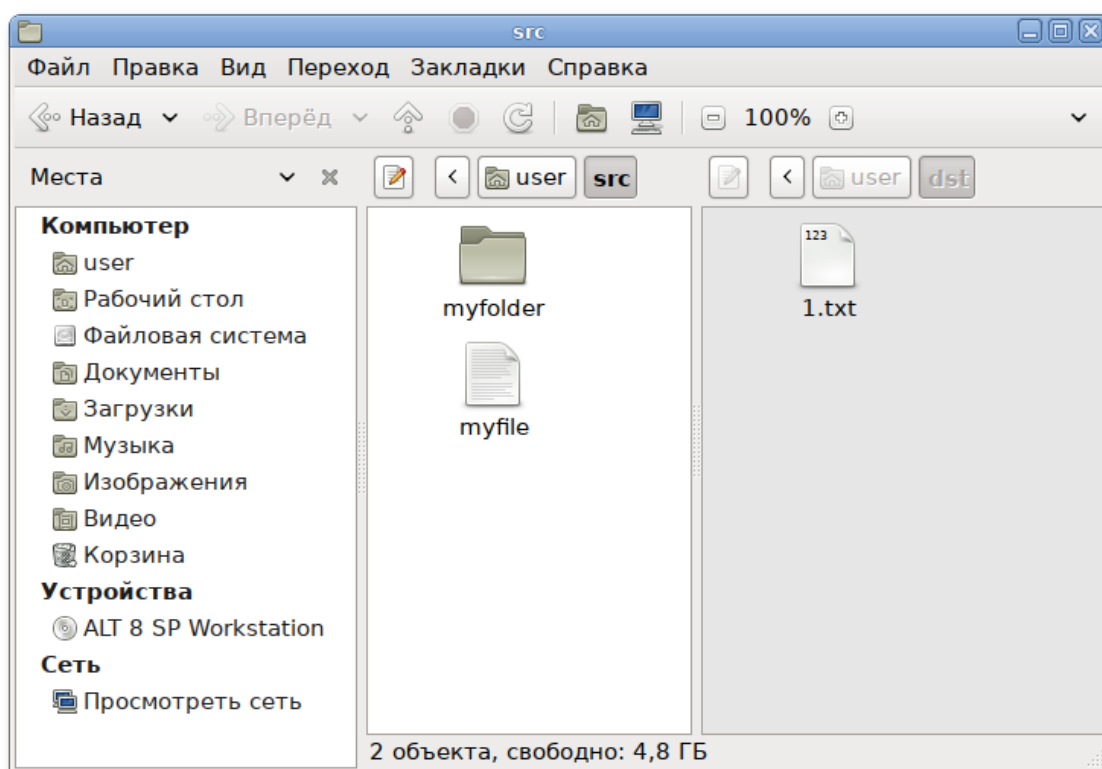 src
Файл Правка Вид Переход Закладки Справка
Назад Вперёд 100%
Места user src user dst
Компьютер
user
Рабочий стол
Файловая система
Документы
Загрузки
Музыка
Изображения
Видео
Корзина
Устройства
ALT 8 SP Workstation
Сеть
Просмотреть сеть
myfolder
myfile
123
1.txt
2 объекта, свободно: 4,8 ГБ